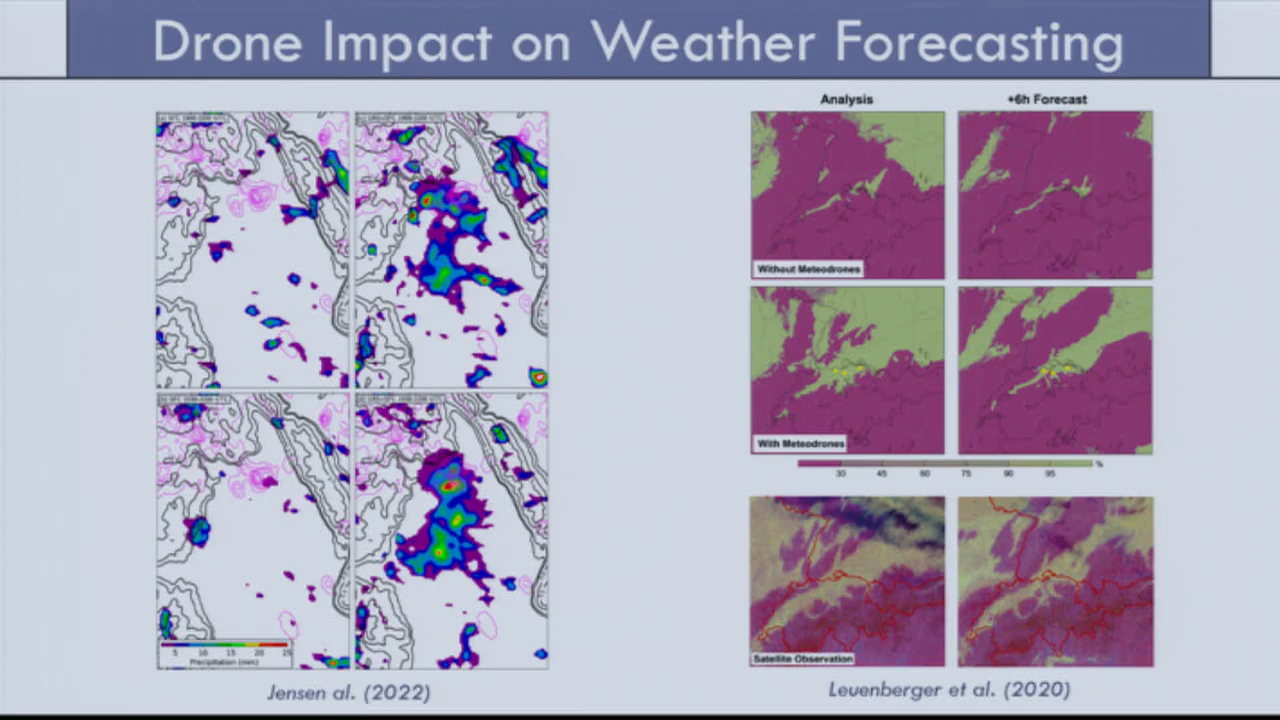 Drone Impact on Weather Forecasting
Analysis
+6h Forecast
Without Meteodrones
With Meteodrones
30 45 60 75 90 95 %
5 10 15 20 25
Precipitation (mm)
Satellite Observation
Jensen al. (2022)
Leuenberger et al. (2020)